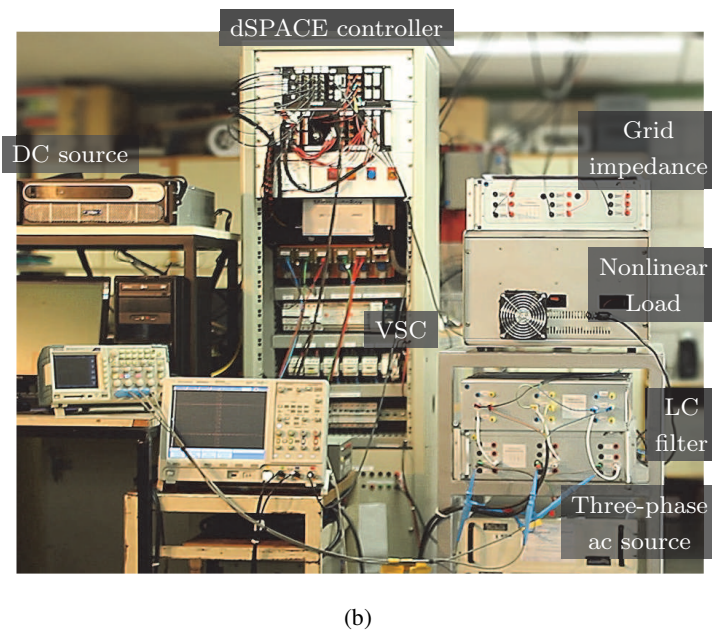 dSPACE controller
DC source
Grid
impedance
Nonlinear
Load
VSC
LC
filter
Three-phase
ac source
(b)